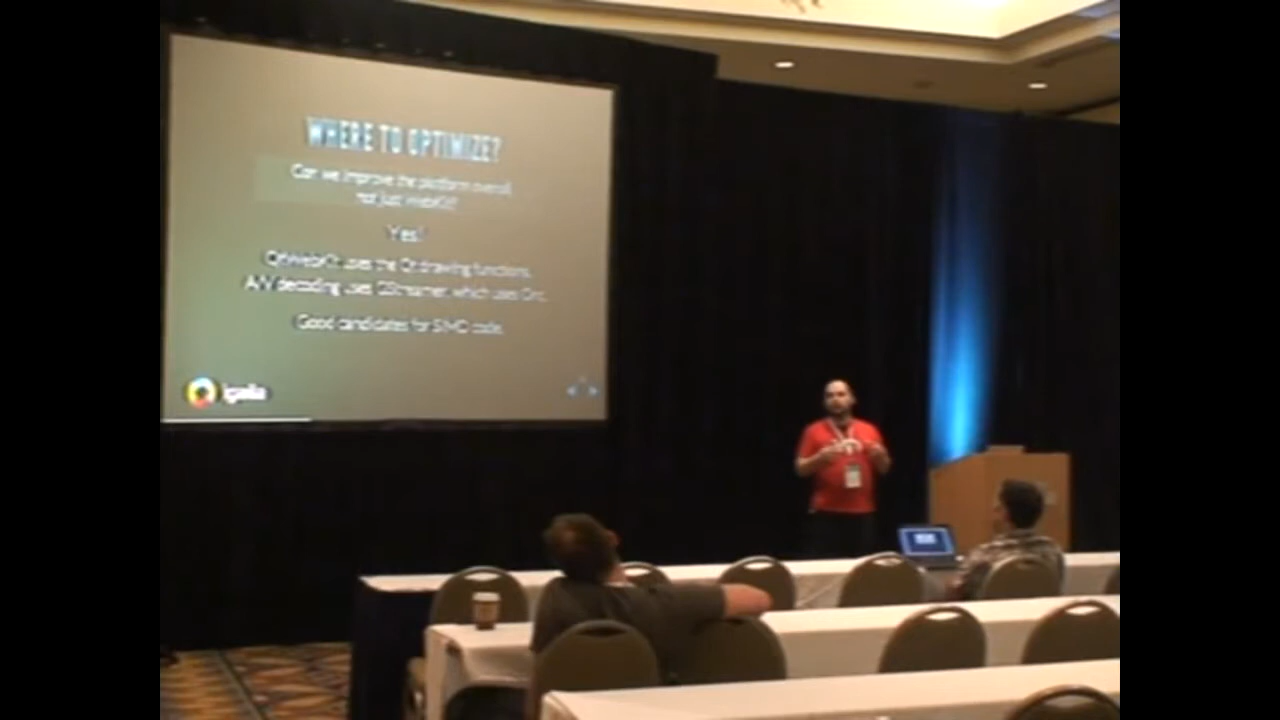 WHERE TO OPTIMIZE?
Can we improve the platform overall,
not just WebKit?
Yes!
QtWebKit uses the Qt drawing functions.
A/V decoding uses GStreamer, which uses Orc.
Good candidates for SIMD code.
igalia